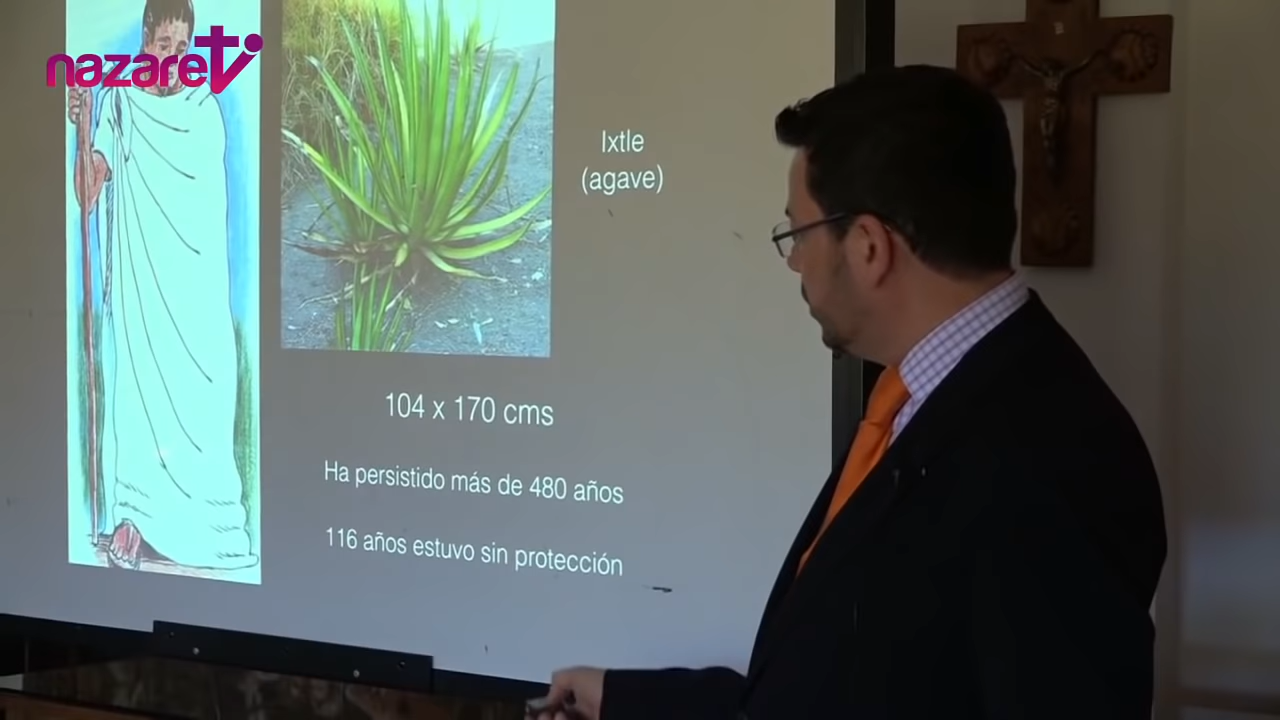 nazaretv
Ixtle
(agave)
104 x 170 cms
Ha persistido más de 480 años
116 años estuvo sin protección